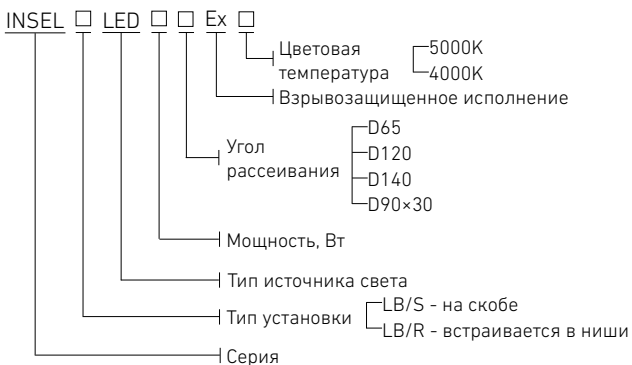 INSEL □ LED □ □ Ex □
Цветовая
температура
5000K
4000K
Взрывозащищенное исполнение
Угол
рассеивания
D65
D120
D140
D90×30
Мощность, Вт
Тип источника света
Тип установки
LB/S - на скобе
LB/R - встраивается в ниши
Серия